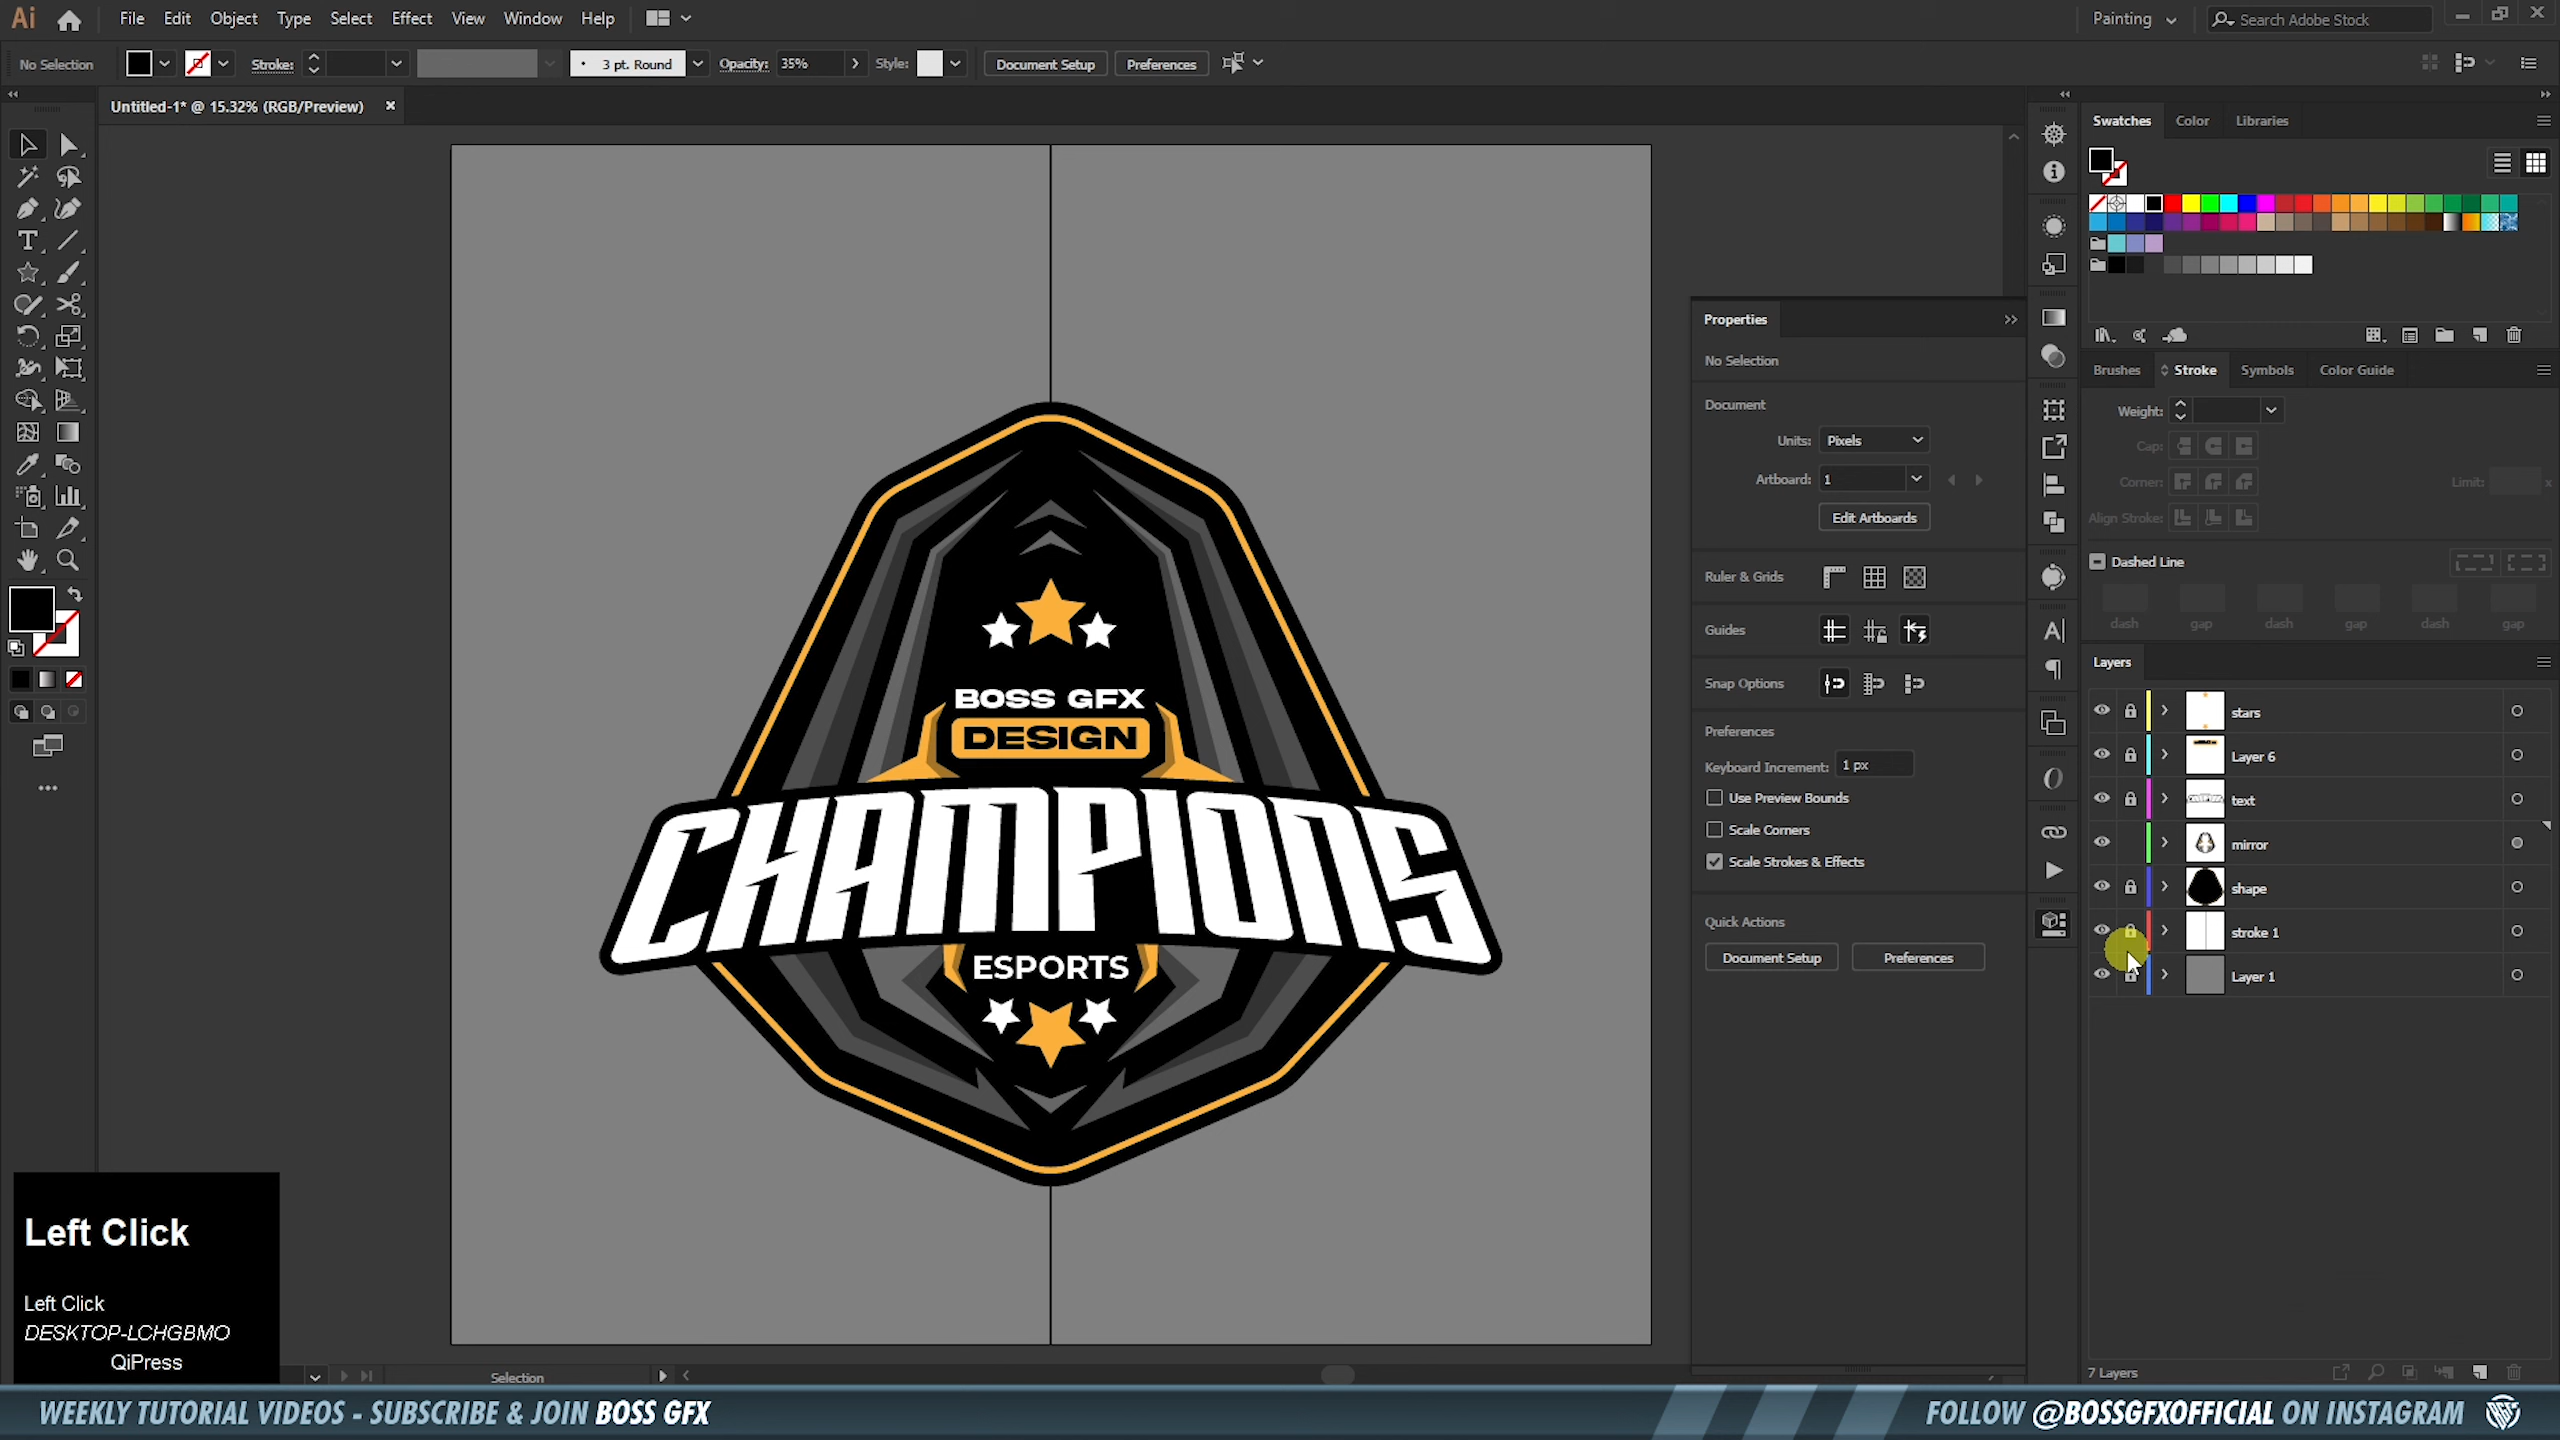 Ai File Edit Object Type Select Effect View Window Help Painting Search Adobe Stock
No Selection Stroke: 3 pt. Round Opacity: 35% Style: Document Setup Preferences
Untitled-1* @ 15.32% (RGB/Preview)
Swatches Color Libraries
Properties
No Selection
Document
Units: Pixels
Artboard: 1
Edit Artboards
Ruler & Grids
Guides
Snap Options
Preferences
Keyboard Increment: 1 px
Use Preview Bounds
Scale Corners
Scale Strokes & Effects
Quick Actions
Document Setup Preferences
Brushes Stroke Symbols Color Guide
Weight:
Cap:
Corner: Limit: x
Align Stroke:
Dashed Line
dash gap dash gap dash gap
Layers
stars
Layer 6
text
mirror
shape
stroke 1
Layer 1
7 Layers
BOSS GFX
DESIGN
CHAMPIONS
ESPORTS
Left Click
Left Click
DESKTOP-LCHGBMO
QiPress
Selection
WEEKLY TUTORIAL VIDEOS - SUBSCRIBE & JOIN BOSS GFX
FOLLOW @BOSSGFXOFFICIAL ON INSTAGRAM